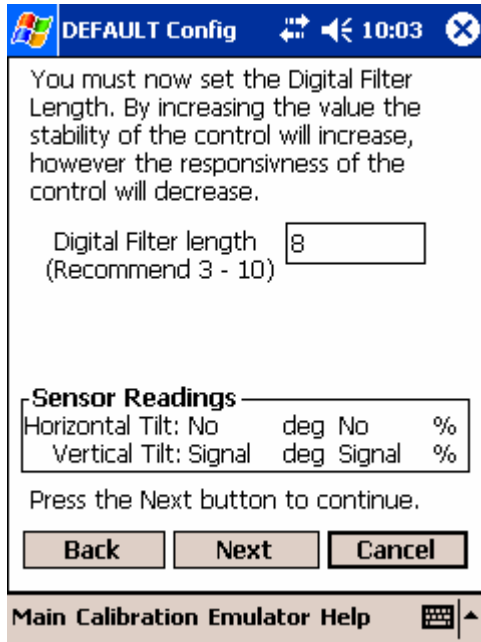 DEFAULT Config 10:03
You must now set the Digital Filter
Length. By increasing the value the
stability of the control will increase,
however the responsivness of the
control will decrease.
Digital Filter length 8
(Recommend 3 - 10)
Sensor Readings
Horizontal Tilt: No deg No %
Vertical Tilt: Signal deg Signal %
Press the Next button to continue.
Back Next Cancel
Main Calibration Emulator Help